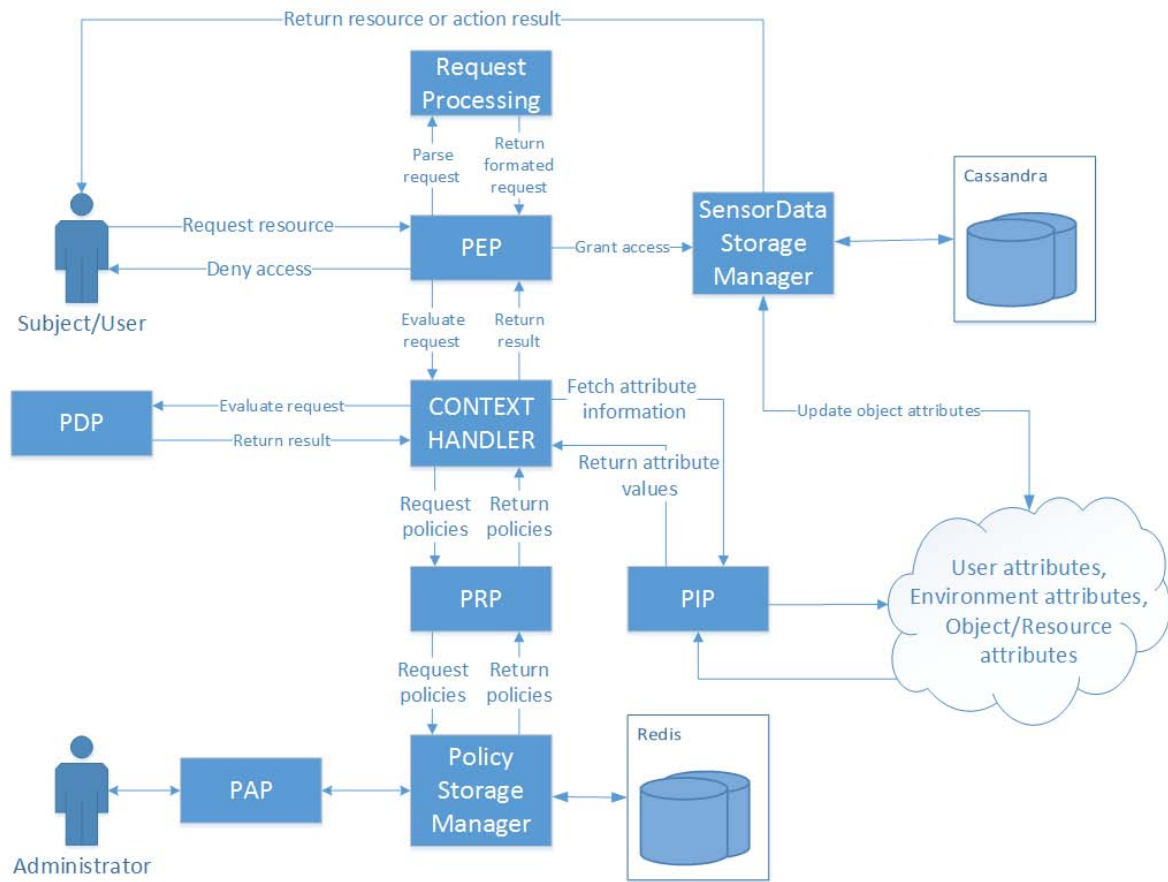 Return resource or action result
Request
Processing
Parse
request
Return
formated
request
Cassandra
SensorData
Storage
Manager
Request resource
PEP
Grant access
Deny access
Subject/User
Evaluate
request
Return
result
Fetch attribute
information
PDP
Evaluate request
Return result
CONTEXT
HANDLER
Update object attributes
Return attribute
values
Request
policies
Return
policies
PRP
PIP
User attributes,
Environment attributes,
Object/Resource
attributes
Request
policies
Return
policies
Redis
Policy
Storage
Manager
PAP
Administrator